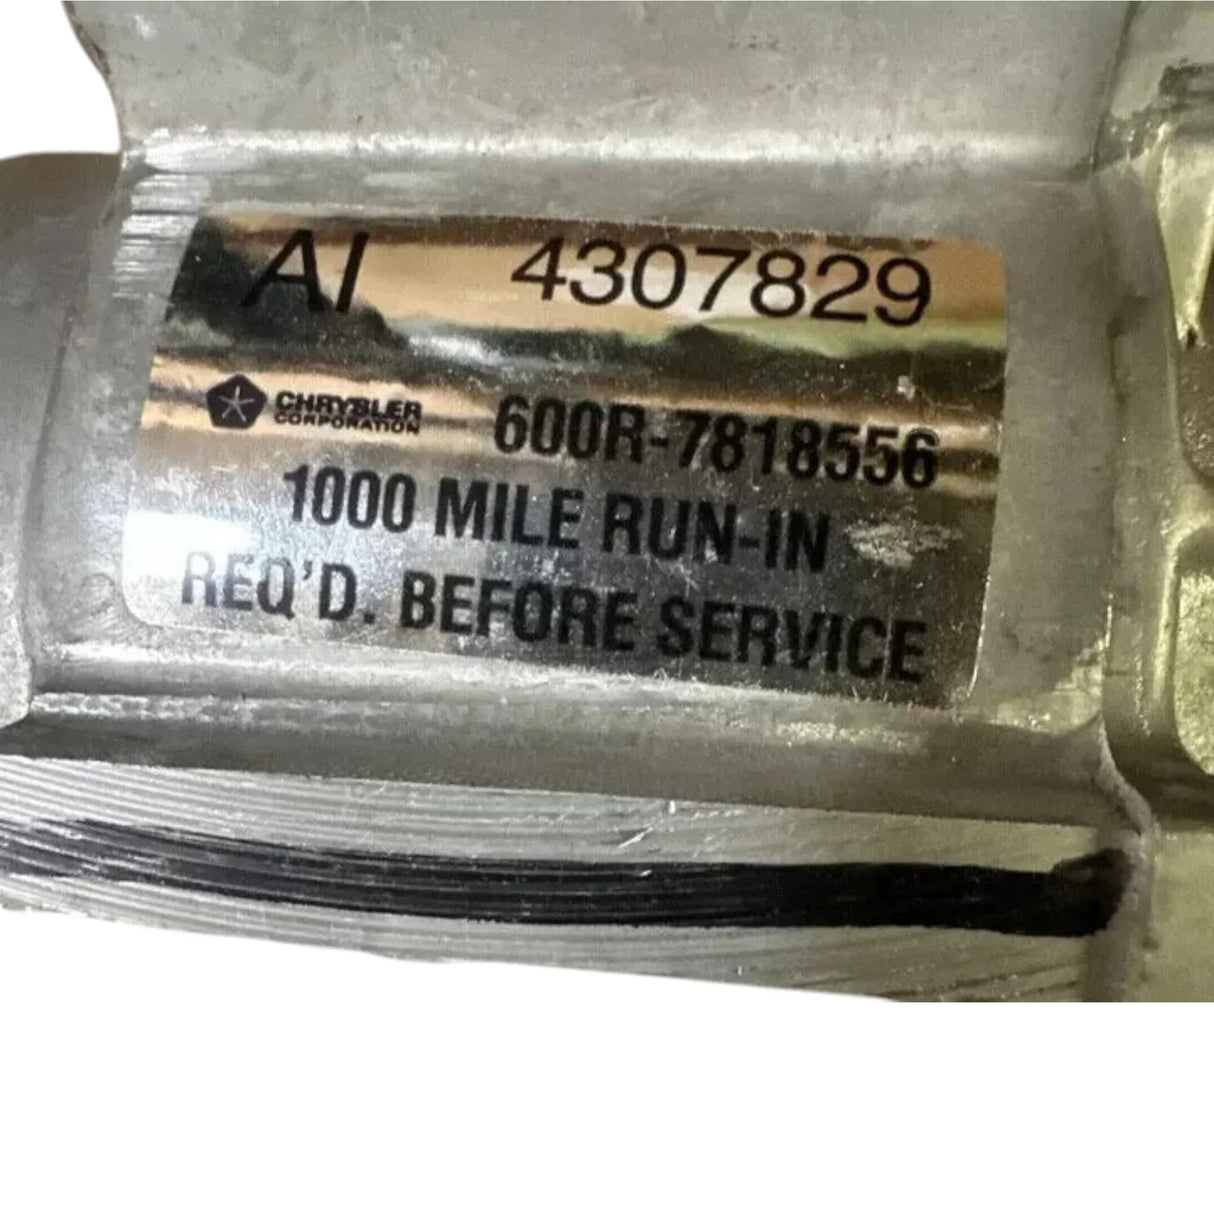 AI 4307829
CHRYSLER
CORPORATION
600R-7818556
1000 MILE RUN-IN
REQ'D. BEFORE SERVICE